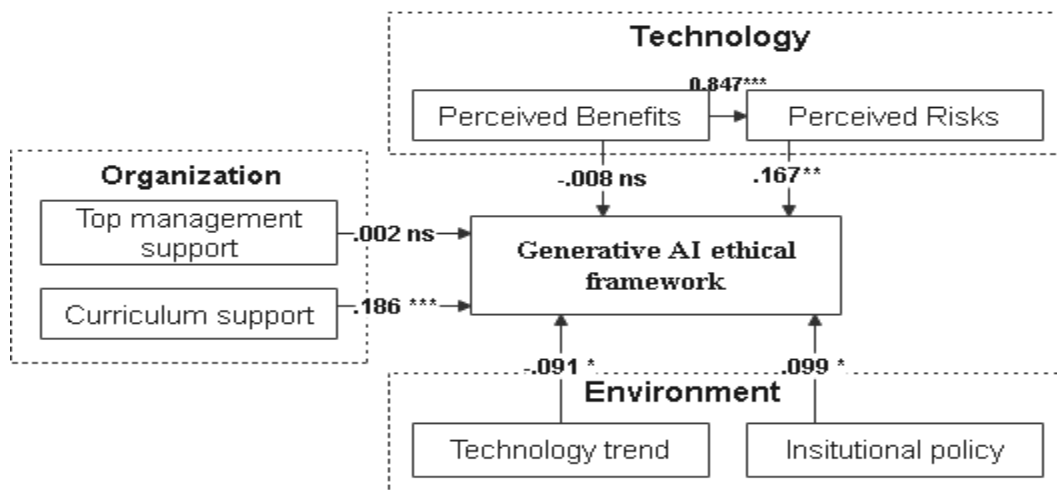 Technology
0.847***
Perceived Benefits
Perceived Risks
-.008 ns
.167**
Organization
Top management
support
.002 ns
Curriculum support
.186 ***
Generative AI ethical
framework
-.091 *
.099 *
Environment
Technology trend
Insitutional policy